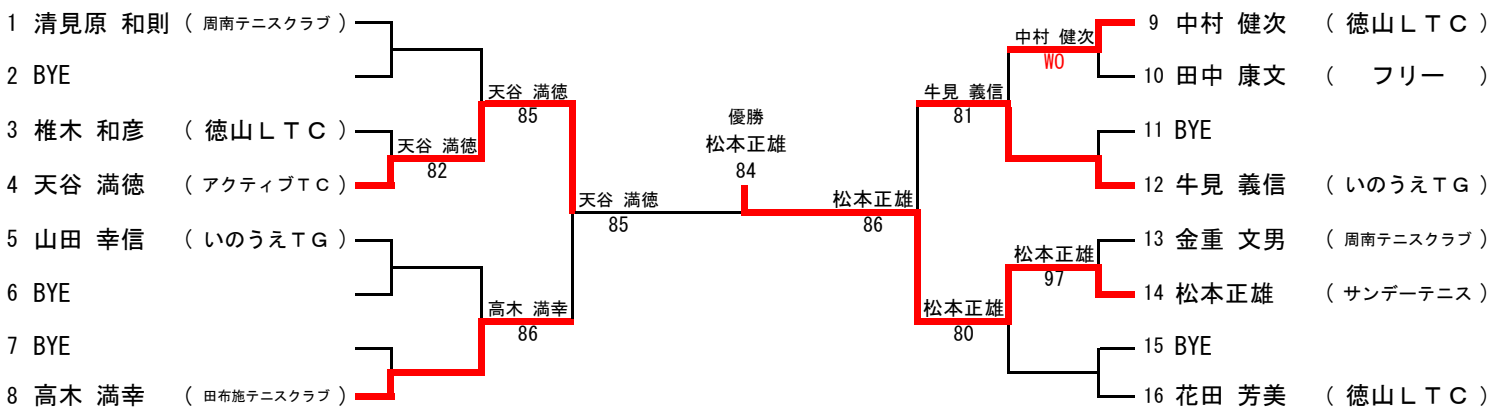 1 清見原 和則 ( 周南テニスクラブ )
2 BYE
3 椎木 和彦 ( 徳山LTC )
4 天谷 満徳 ( アクティブTC )
5 山田 幸信 ( いのうえTG )
6 BYE
7 BYE
8 高木 満幸 ( 田布施テニスクラブ )
天谷 満徳
82
天谷 満徳
85
高木 満幸
86
天谷 満徳
85
優勝
松本正雄
84
松本正雄
86
牛見 義信
81
松本正雄
80
中村 健次
WO
松本正雄
97
9 中村 健次 ( 徳山LTC )
10 田中 康文 ( フリー )
11 BYE
12 牛見 義信 ( いのうえTG )
13 金重 文男 ( 周南テニスクラブ )
14 松本正雄 ( サンデーテニス )
15 BYE
16 花田 芳美 ( 徳山LTC )